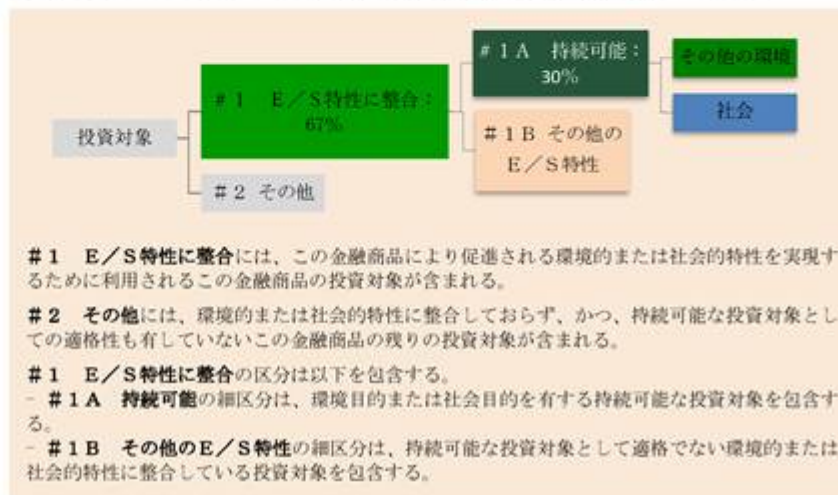 ＃１Ａ 持続可能：
30%
その他の環境
＃１ Ｅ／Ｓ特性に整合：
67%
社会
投資対象
＃１Ｂ その他の
Ｅ／Ｓ特性
＃２ その他
＃１ Ｅ／Ｓ特性に整合には、この金融商品により促進される環境的または社会的特性を実現す
るために利用されるこの金融商品の投資対象が含まれる。
＃２ その他には、環境的または社会的特性に整合しておらず、かつ、持続可能な投資対象とし
ての適格性も有していないこの金融商品の残りの投資対象が含まれる。
＃１ Ｅ／Ｓ特性に整合の区分は以下を包含する。
− ＃１Ａ 持続可能の細区分は、環境目的または社会目的を有する持続可能な投資対象を包含す
る。
− ＃１Ｂ その他のＥ／Ｓ特性の細区分は、持続可能な投資対象として適格でない環境的または
社会的特性に整合している投資対象を包含する。